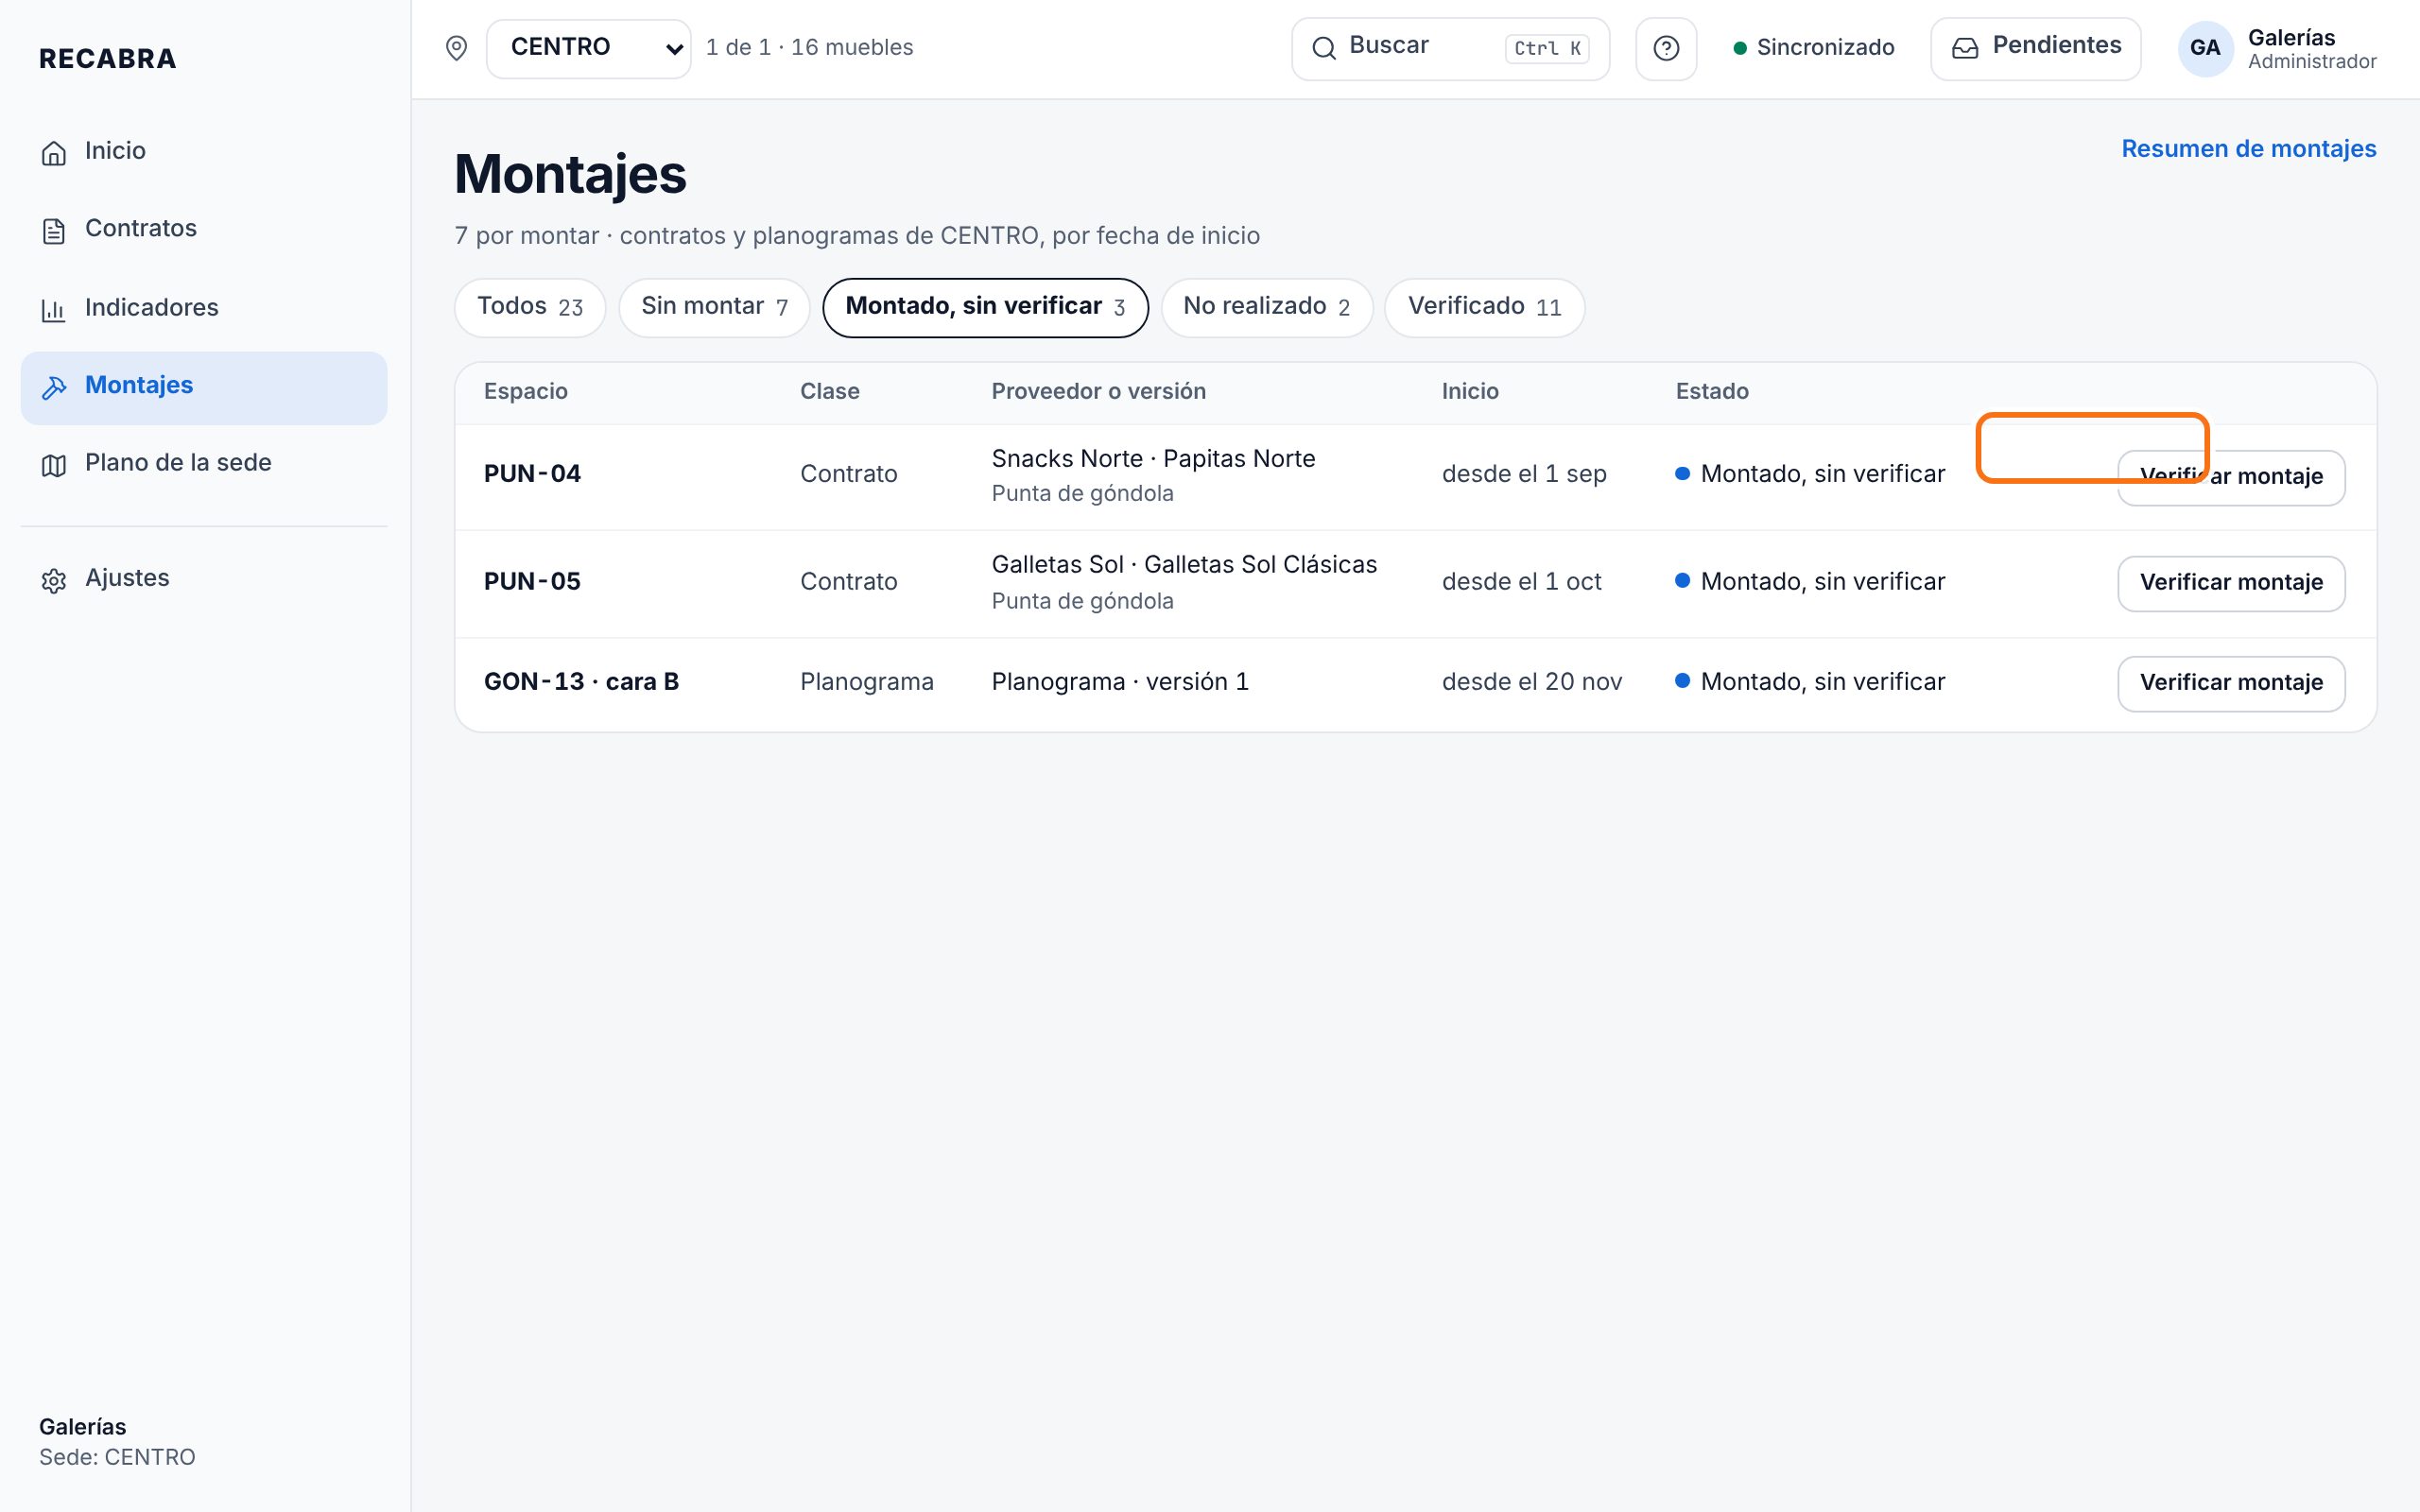 RECABRA
Inicio
Contratos
Indicadores
Montajes
Plano de la sede
Ajustes
Galerías
Sede: CENTRO
CENTRO
1 de 1 · 16 muebles
Buscar
Ctrl K
Sincronizado
Pendientes
GA
Galerías
Administrador
Montajes
Resumen de montajes
7 por montar · contratos y planogramas de CENTRO, por fecha de inicio
Todos 23
Sin montar 7
Montado, sin verificar 3
No realizado 2
Verificado 11
Espacio Clase Proveedor o versión Inicio Estado
PUN-04 Contrato Snacks Norte · Papitas Norte desde el 1 sep Montado, sin verificar Verificar montaje
Punta de góndola
PUN-05 Contrato Galletas Sol · Galletas Sol Clásicas desde el 1 oct Montado, sin verificar Verificar montaje
Punta de góndola
GON-13 · cara B Planograma Planograma · versión 1 desde el 20 nov Montado, sin verificar Verificar montaje